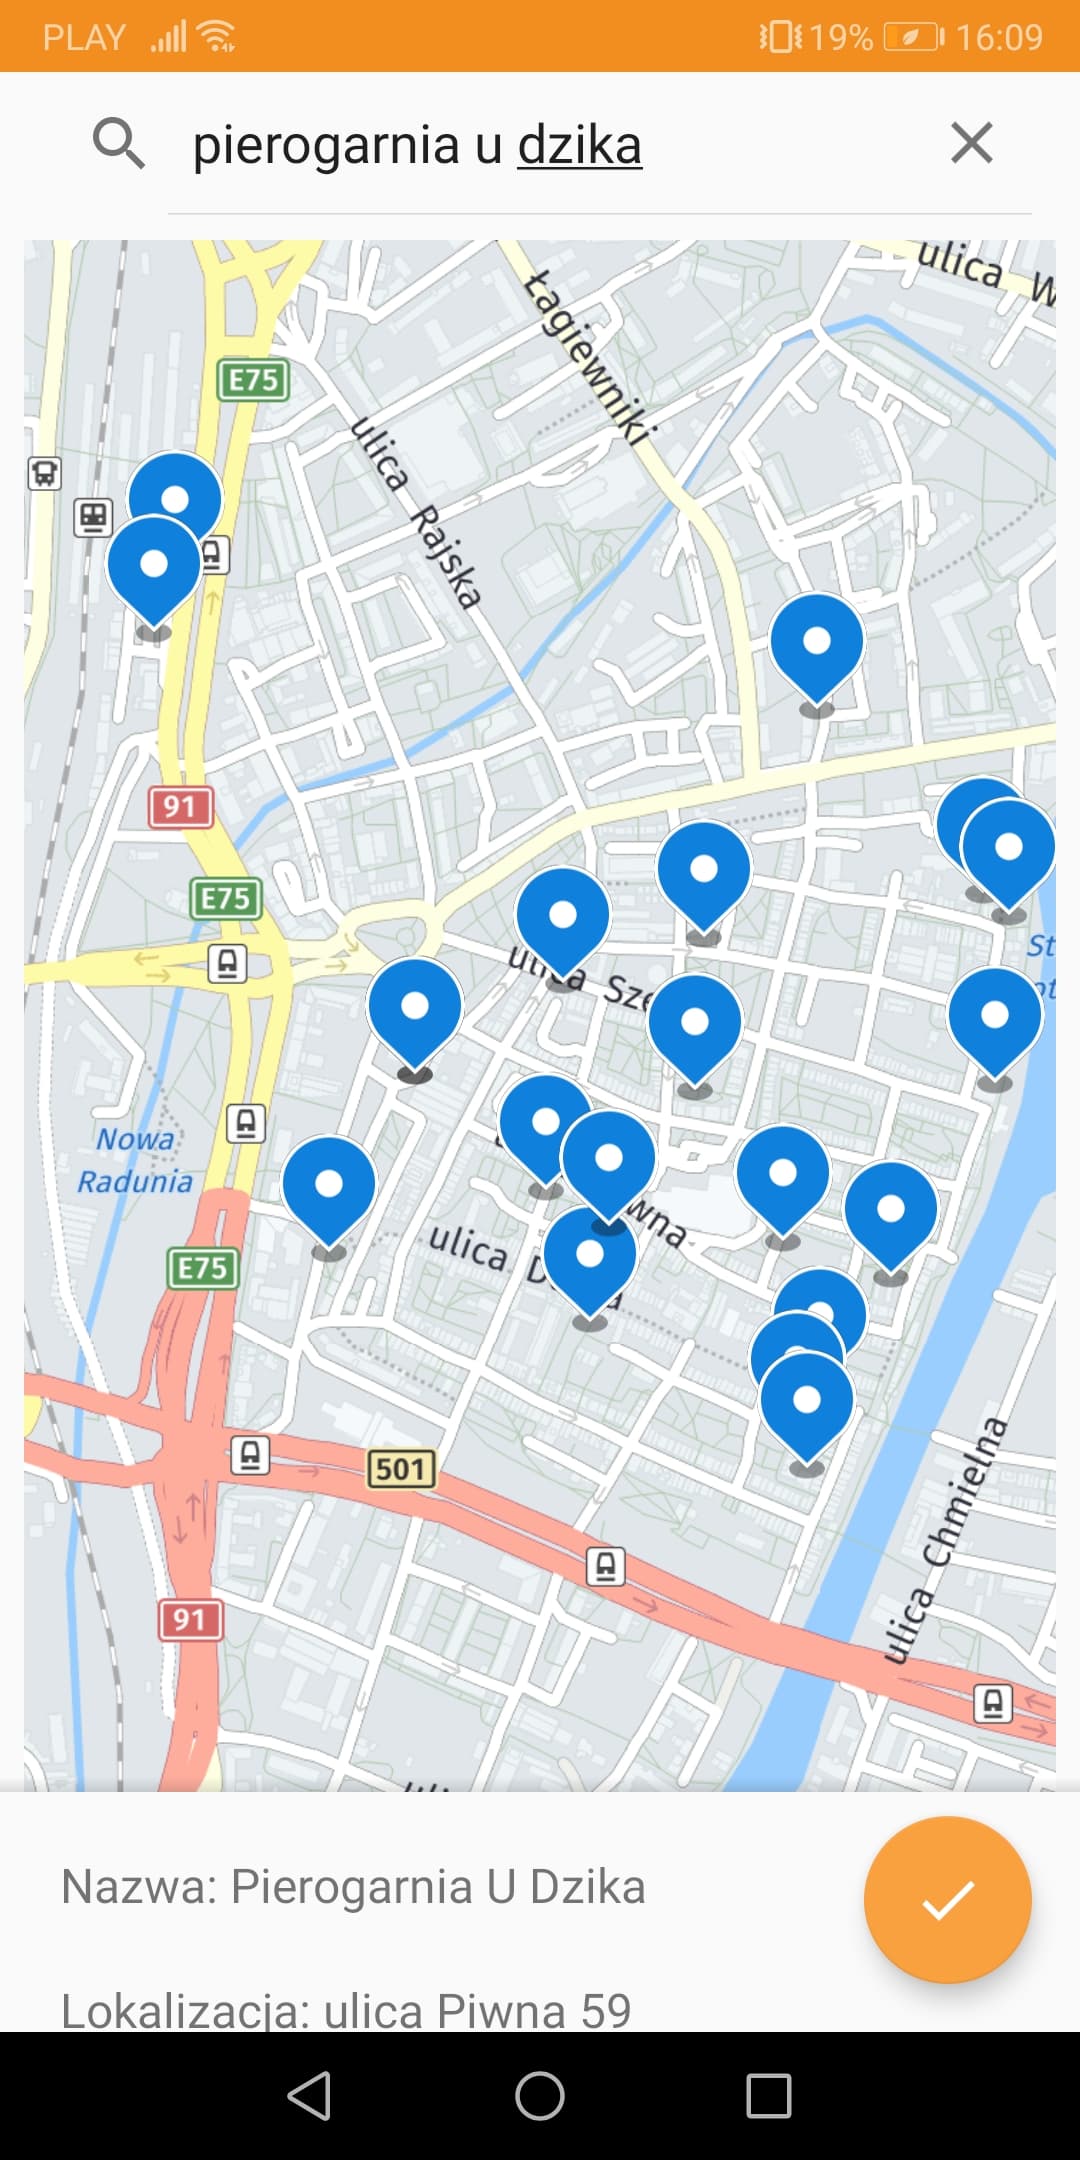 PLAY 19% 16:09
pierogarnia u dzika
ulica W
Łagiewniki
E75
ulica Rajska
91
E75
St
ulica Sze
Nowa
Radunia
wna
ulica D
E75
501
ulica Chmielna
91
Nazwa: Pierogarnia U Dzika
Lokalizacja: ulica Piwna 59